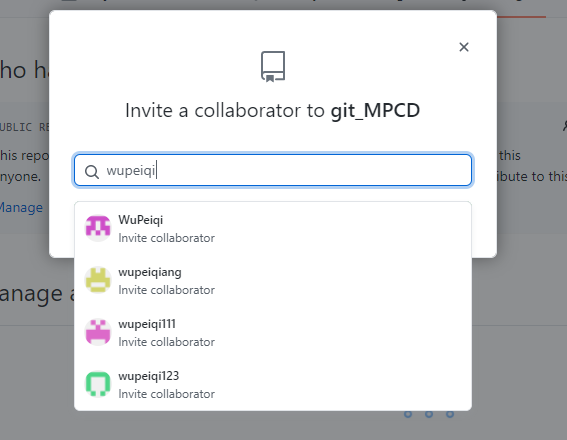 Invite a collaborator to git_MPCD
wupeiqi
WuPeiqi
Invite collaborator
wupeiqiang
Invite collaborator
wupeiqi111
Invite collaborator
wupeiqi123
Invite collaborator
ho ha
UBLIC RE
his repo
this
nyone.
ibute to this
Manage
anage a